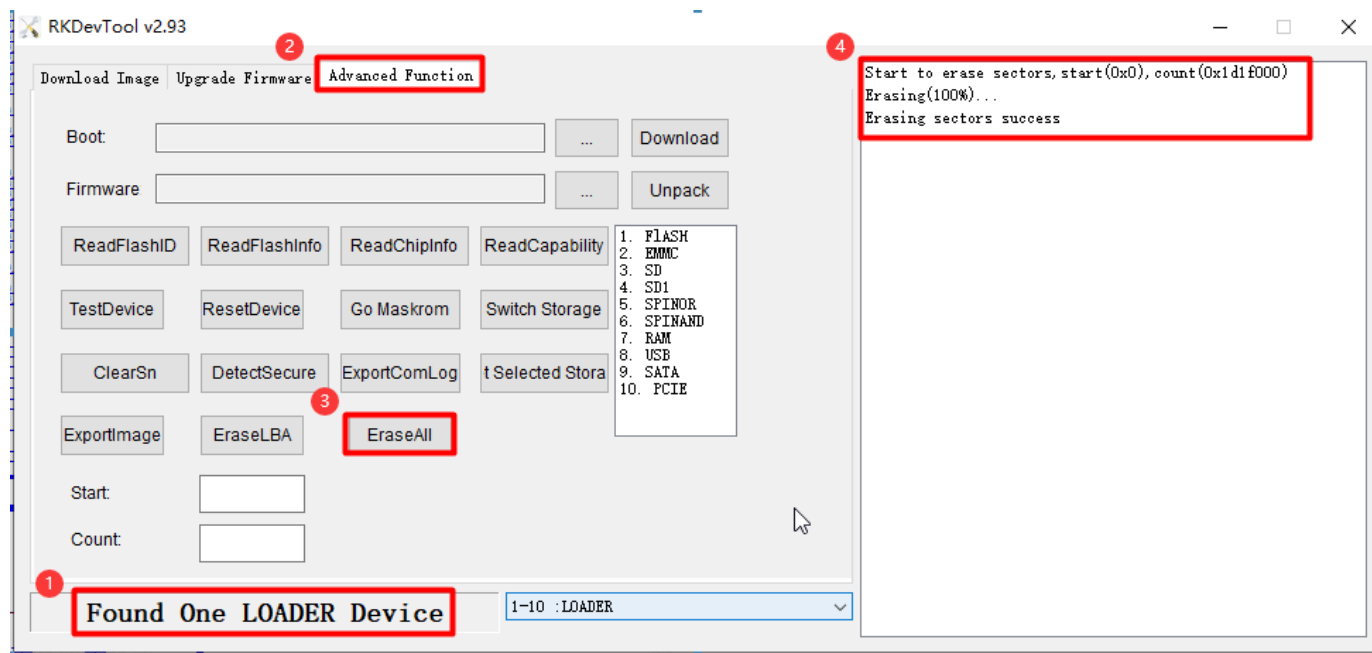 RKDevTool v2.93
2
4
Download Image
Upgrade Firmware
Advanced Function
Start to erase sectors,start(0x0),count(0x1d1f000)
Erasing(100%)...
Erasing sectors success
Boot:
...
Download
Firmware
...
Unpack
ReadFlashID
ReadFlashInfo
ReadChipInfo
ReadCapability
1. FlASH
2. EMMC
3. SD
4. SD1
5. SPINOR
6. SPINAND
7. RAM
8. USB
9. SATA
10. PCIE
TestDevice
ResetDevice
Go Maskrom
Switch Storage
ClearSn
DetectSecure
ExportComLog
t Selected Stora
3
ExportImage
EraseLBA
EraseAll
Start:
Count:
1
Found One LOADER Device
1-10 :LOADER